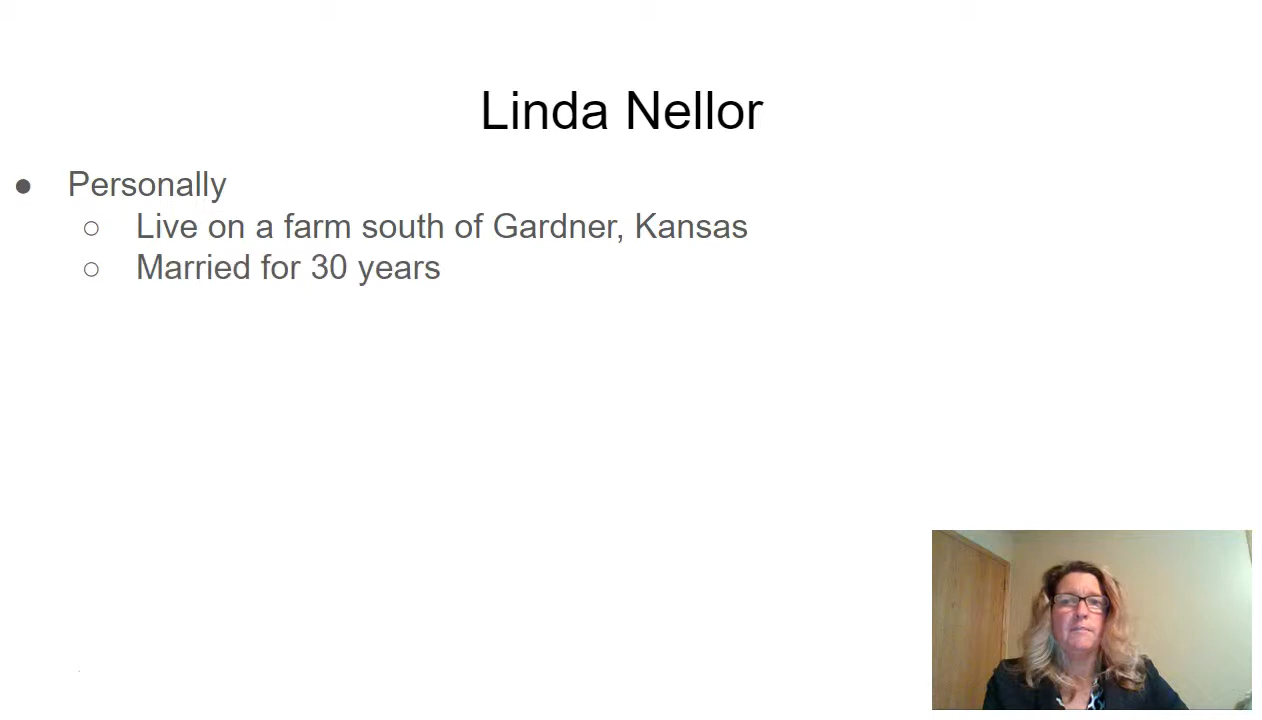 Linda Nellor
● Personally
○ Live on a farm south of Gardner, Kansas
○ Married for 30 years